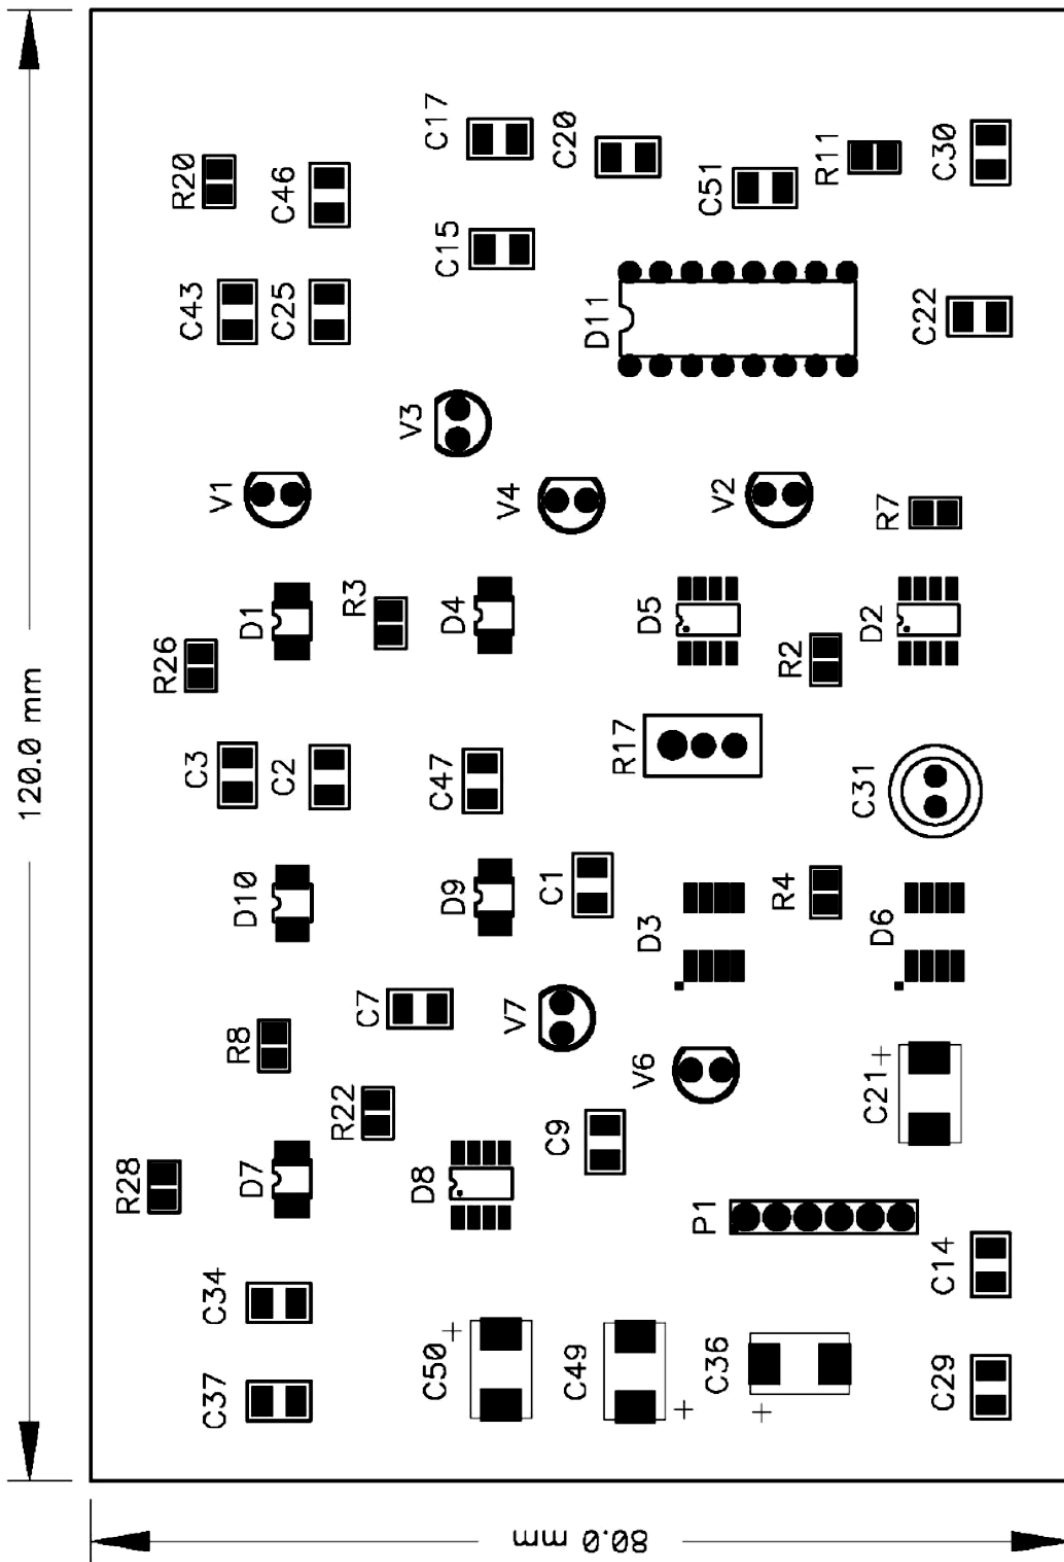 C17
C20
R11
C30
R20
C46
C51
C15
C43
C25
D11
C22
V3
V1
V4
V2
R7
R3
D1
D4
D5
D2
R26
R2
120.0 mm
C3
C2
C47
R17
C31
D10
D9
C1
R4
D3
D6
C7
V7
R8
V6
C21 +
R22
C9
R28
D7
D8
P1
C34
C14
+
C50
C49
C36
C37
C29
+
+
80.0 mm